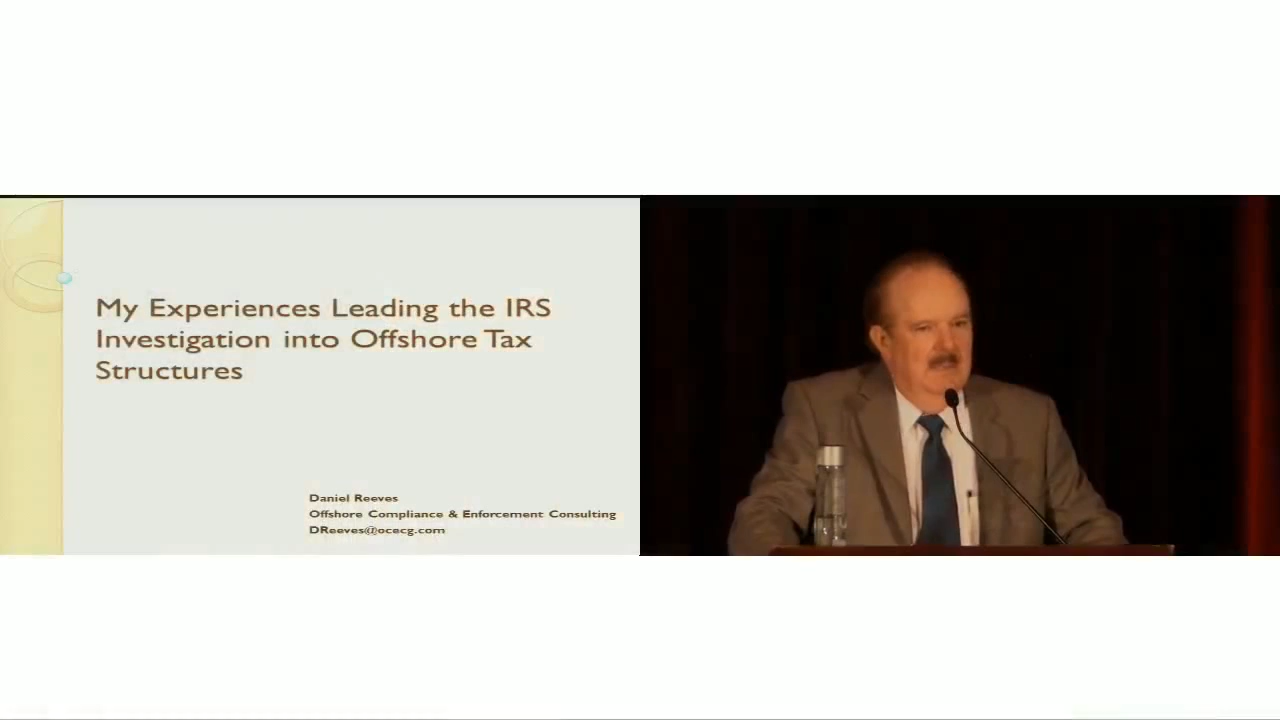 My Experiences Leading the IRS
Investigation into Offshore Tax
Structures
Daniel Reeves
Offshore Compliance & Enforcement Consulting
DReeves@ocecg.com